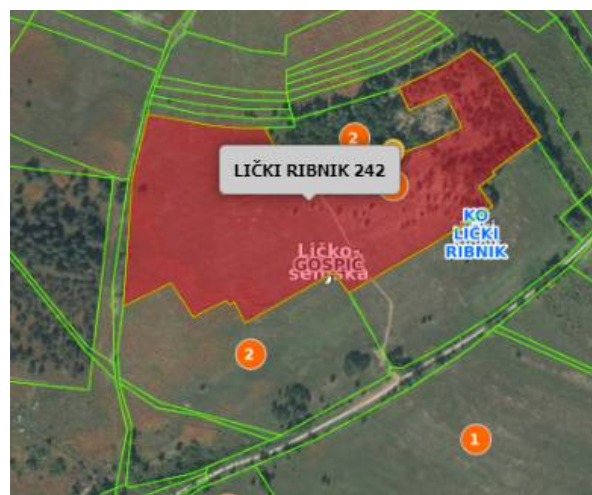 2
LIČKI RIBNIK 242
KO
LIČKI
RIBNIK
Ličko-
GOSPIĆ
senjska
2
1